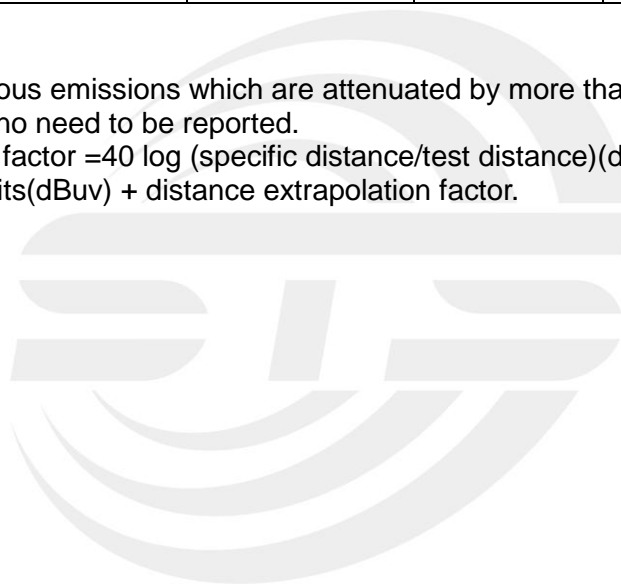 ous emissions which are attenuated by more tha
no need to be reported.
factor =40 log (specific distance/test distance)(d
its(dBuv) + distance extrapolation factor.
STS